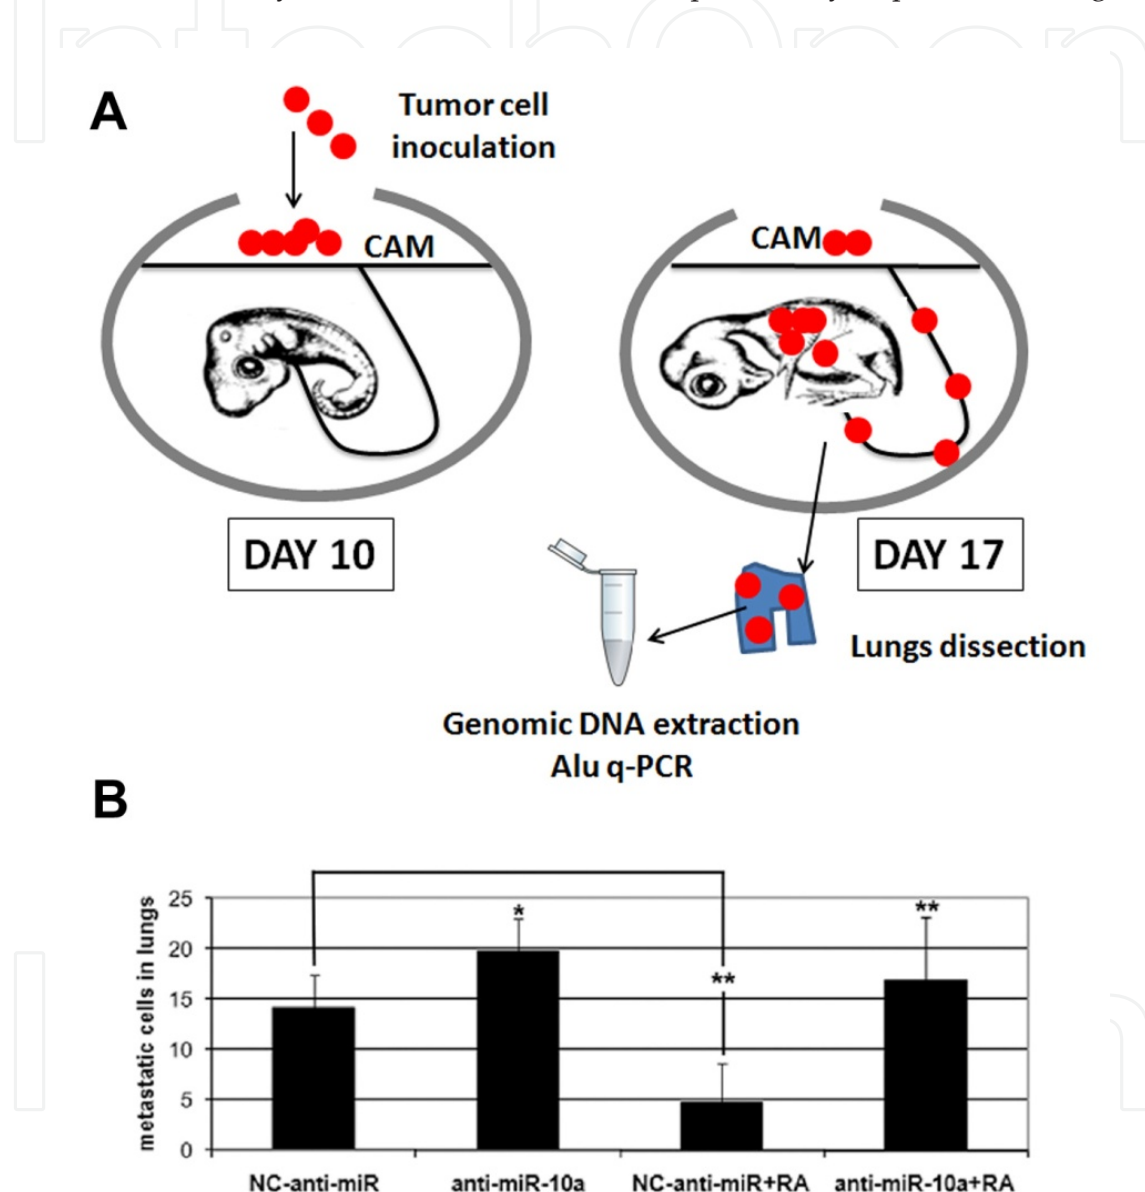 A
Tumor cell
inoculation
CAM
CAM
DAY 10
DAY 17
Lungs dissection
Genomic DNA extraction
Alu q-PCR
B
metastatic cells in lungs
25
20
15
10
5
0
*
**
**
NC-anti-miR anti-miR-10a NC-anti-miR+RA anti-miR-10a+RA